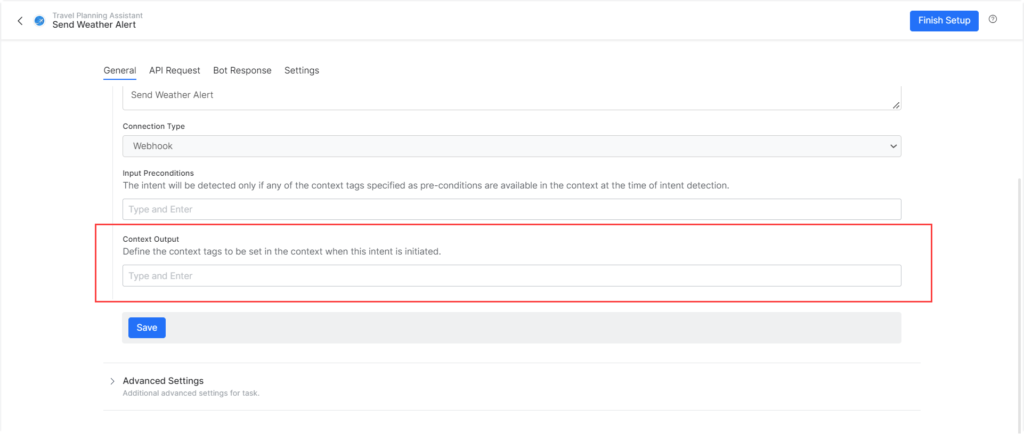 Travel Planning Assistant
Send Weather Alert
Finish Setup
General API Request Bot Response Settings
Send Weather Alert
Connection Type
Webhook
Input Preconditions
The intent will be detected only if any of the context tags specified as pre-conditions are available in the context at the time of intent detection.
Type and Enter
Context Output
Define the context tags to be set in the context when this intent is initiated.
Type and Enter
Save
Advanced Settings
Additional advanced settings for task.